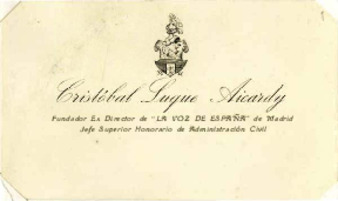 Cristóbal Luque Aicardy
Fundador Ex Director de "LA VOZ DE ESPAÑA" de Madrid
Jefe Superior Honorario de Administración Civil